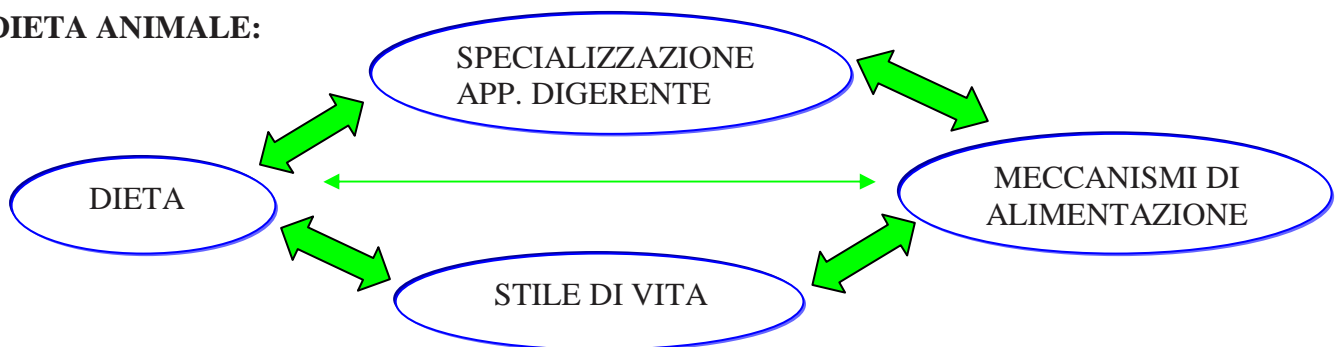 DIETA ANIMALE:
SPECIALIZZAZIONE
APP. DIGERENTE
DIETA
MECCANISMI DI
ALIMENTAZIONE
STILE DI VITA